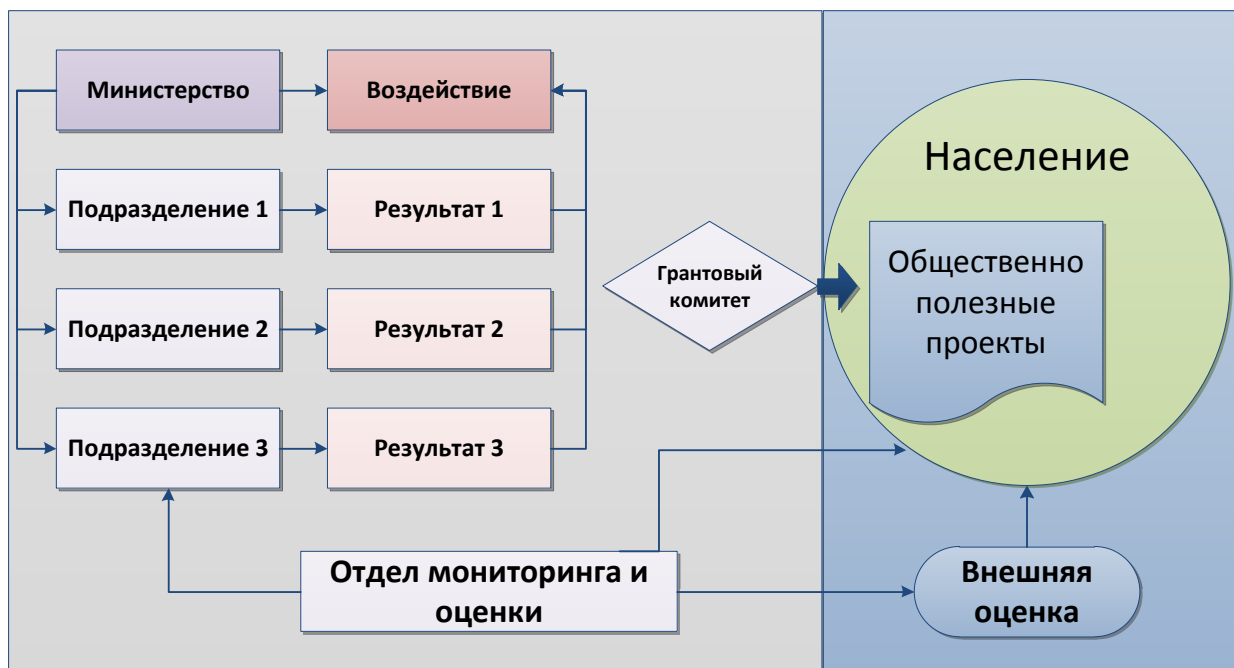 Министерство
Воздействие
Население
Подразделение 1
Результат 1
Грантовый
комитет
Общественно
полезные
проекты
Подразделение 2
Результат 2
Подразделение 3
Результат 3
Отдел мониторинга и
оценки
Внешняя
оценка